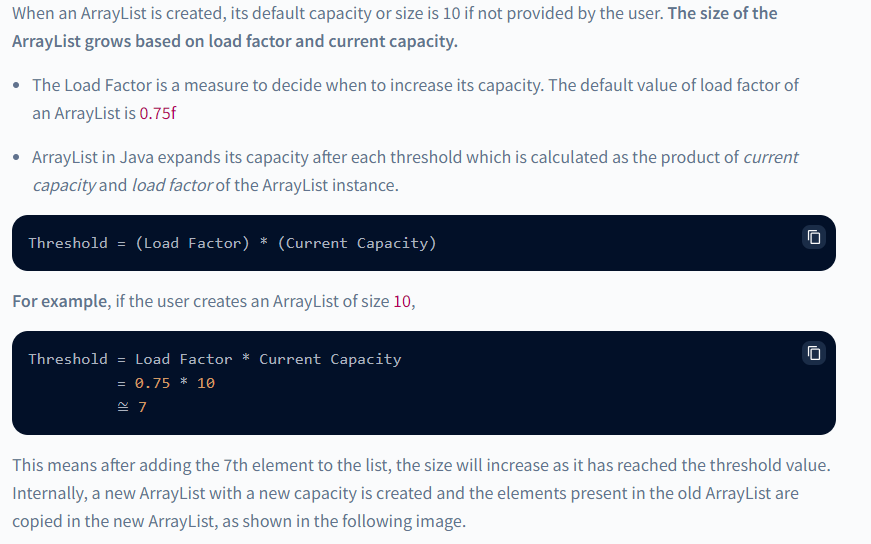 When an ArrayList is created, its default capacity or size is 10 if not provided by the user. The size of the
ArrayList grows based on load factor and current capacity.
• The Load Factor is a measure to decide when to increase its capacity. The default value of load factor of
an ArrayList is 0.75f
• ArrayList in Java expands its capacity after each threshold which is calculated as the product of current
capacity and load factor of the ArrayList instance.
Threshold = (Load Factor) * (Current Capacity)
For example, if the user creates an ArrayList of size 10,
Threshold = Load Factor * Current Capacity
= 0.75 * 10
≅ 7
This means after adding the 7th element to the list, the size will increase as it has reached the threshold value.
Internally, a new ArrayList with a new capacity is created and the elements present in the old ArrayList are
copied in the new ArrayList, as shown in the following image.